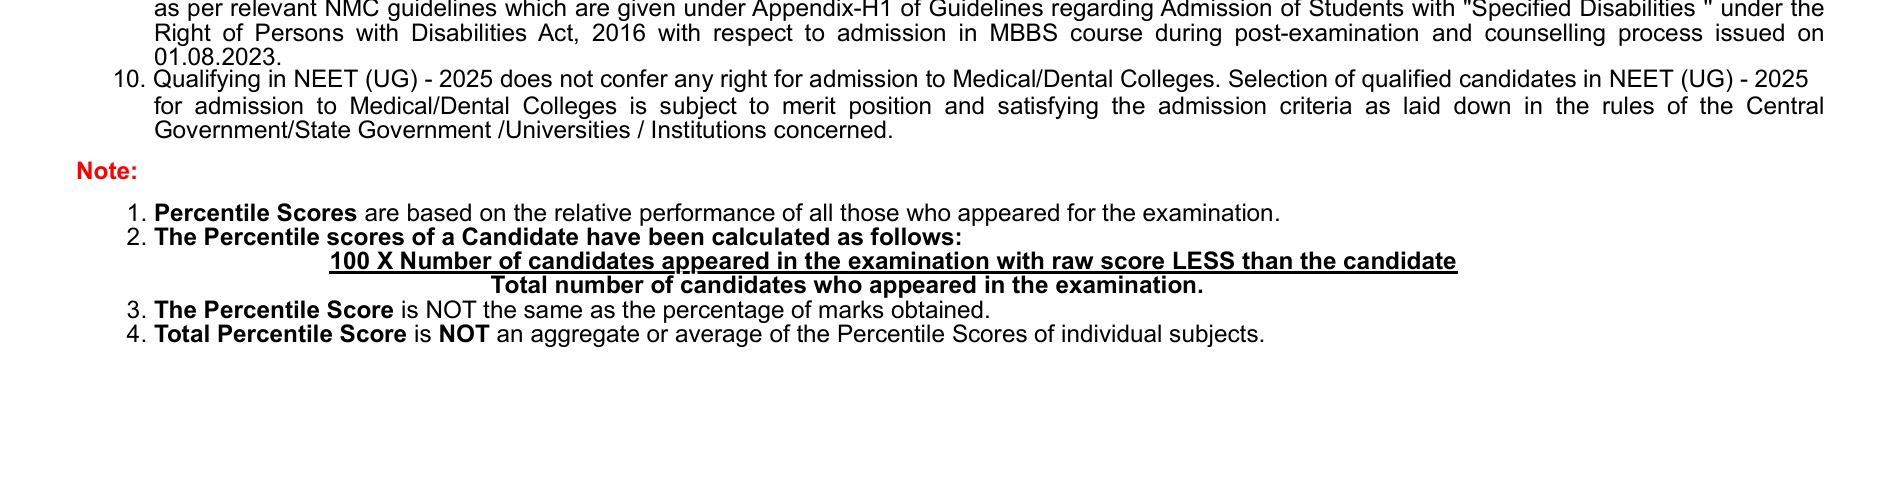 as per relevant NMC guidelines which are given under Appendix-H1 of Guidelines regarding Admission of Students with "Specified Disabilities " under the
Right of Persons with Disabilities Act, 2016 with respect to admission in MBBS course during post-examination and counselling process issued on
01.08.2023.
10. Qualifying in NEET (UG) - 2025 does not confer any right for admission to Medical/Dental Colleges. Selection of qualified candidates in NEET (UG) - 2025
for admission to Medical/Dental Colleges is subject to merit position and satisfying the admission criteria as laid down in the rules of the Central
Government/State Government /Universities / Institutions concerned.
Note:
1. Percentile Scores are based on the relative performance of all those who appeared for the examination.
2. The Percentile scores of a Candidate have been calculated as follows:
100 X Number of candidates appeared in the examination with raw score LESS than the candidate
Total number of candidates who appeared in the examination.
3. The Percentile Score is NOT the same as the percentage of marks obtained.
4. Total Percentile Score is NOT an aggregate or average of the Percentile Scores of individual subjects.